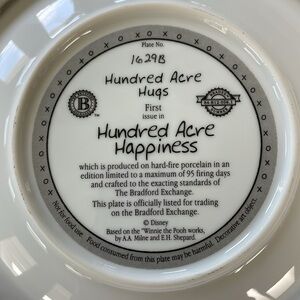 Plate No.
1629B
Hundred Acre
Hugs
First
issue in
Hundred Acre
Happiness
which is produced on hard-fire porcelain in an
edition limited to a maximum of 95 firing days
and crafted to the exacting standards of
The Bradford Exchange.
This plate is officially listed for trading
on the Bradford Exchange.
© Disney
Based on the "Winnie the Pooh works,
by A.A. Milne and E.H. Shepard.
B
TM
Not for food use. Food consumed from this plate may be harmful. Decorative art object.